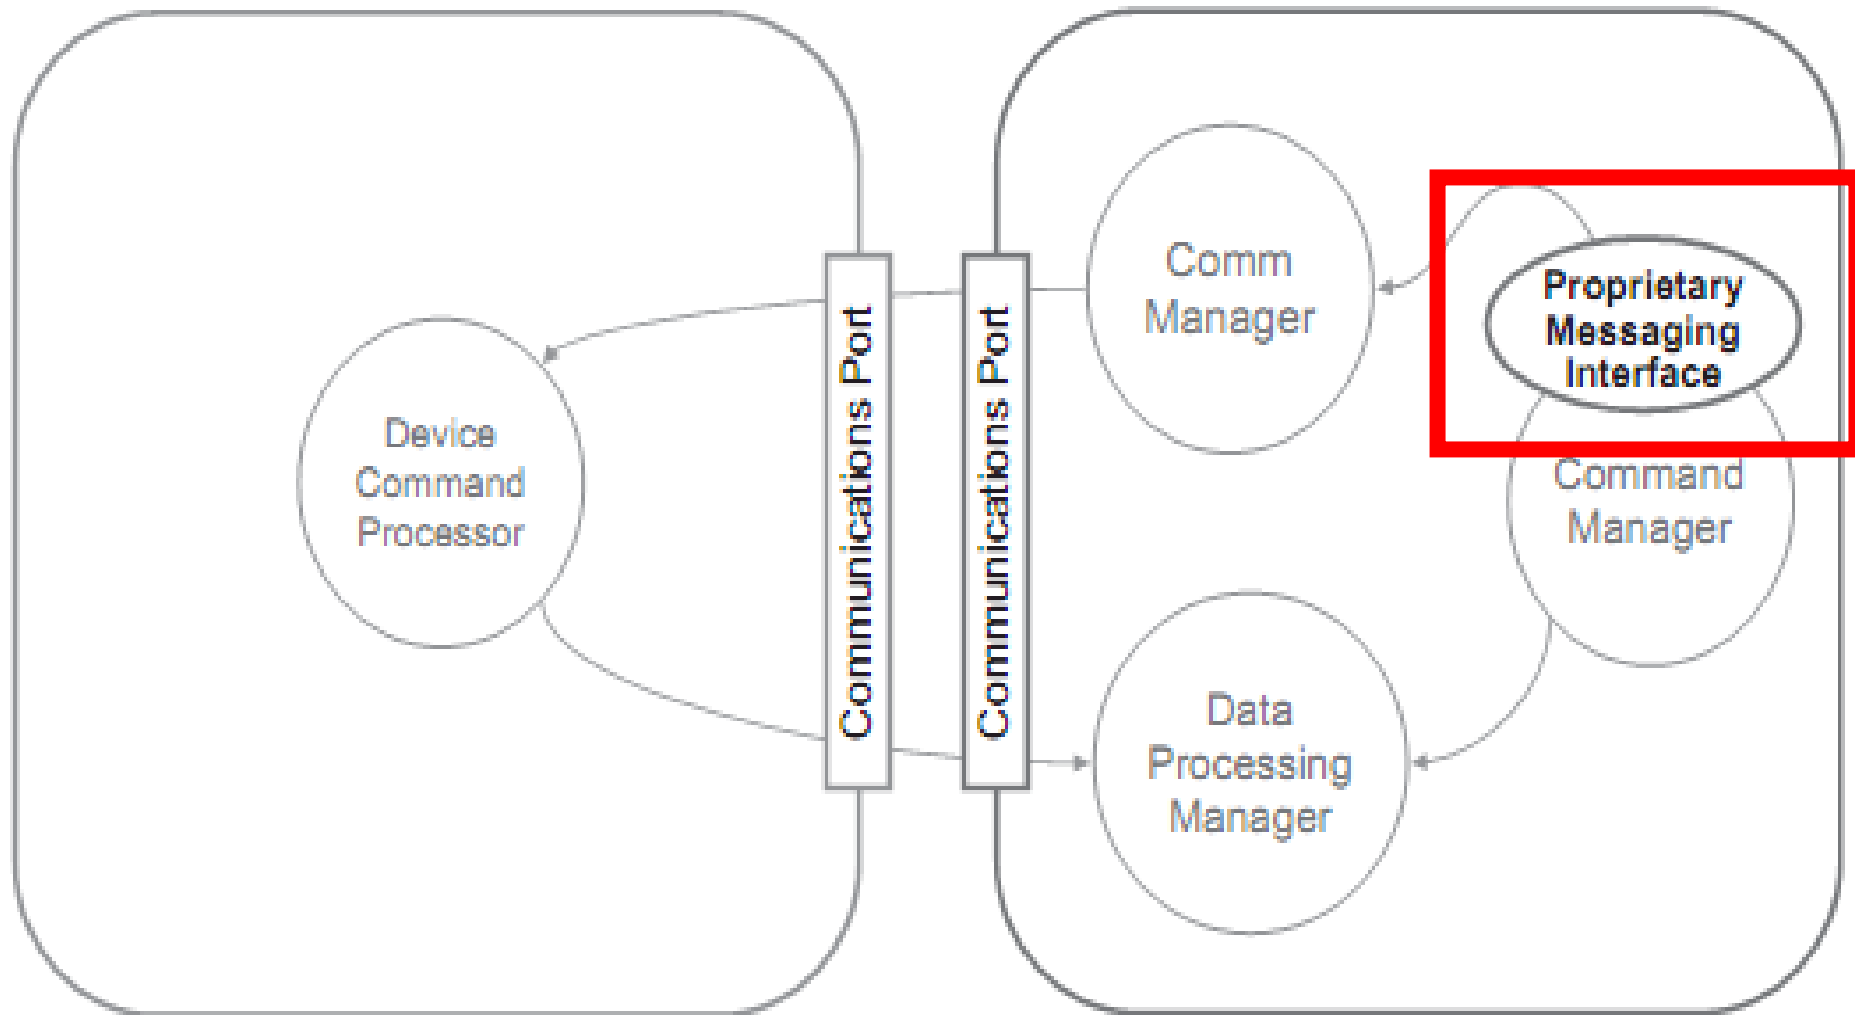 Device
Command
Processor
Communications Port
Communications Port
Comm
Manager
Proprietary
Messaging
Interface
Command
Manager
Data
Processing
Manager